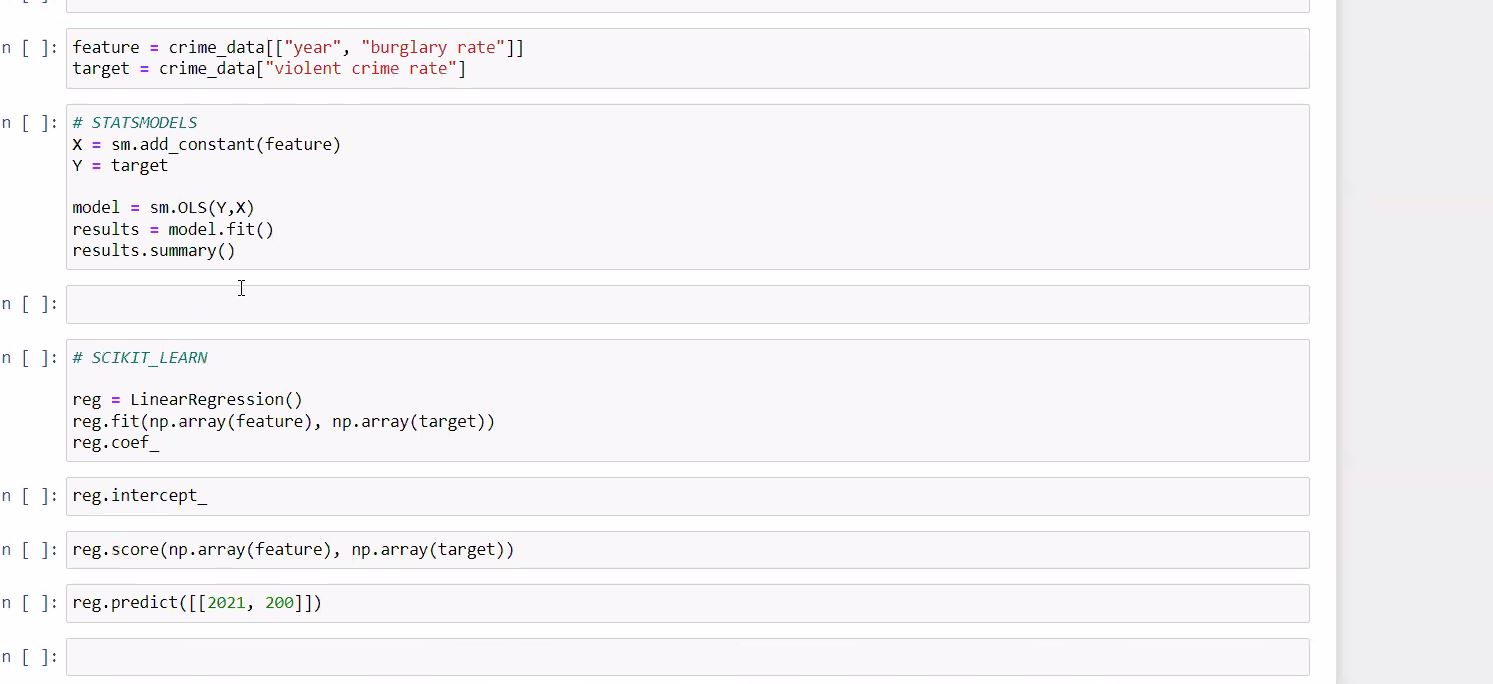 n [ ]: feature = crime_data[["year", "burglary rate"]]
target = crime_data["violent crime rate"]
n [ ]: # STATSMODELS
X = sm.add_constant(feature)
Y = target
model = sm.OLS(Y,X)
results = model.fit()
results.summary()
n [ ]:
n [ ]: # SCIKIT_LEARN
reg = LinearRegression()
reg.fit(np.array(feature), np.array(target))
reg.coef_
n [ ]: reg.intercept_
n [ ]: reg.score(np.array(feature), np.array(target))
n [ ]: reg.predict([[2021, 200]])
n [ ]: